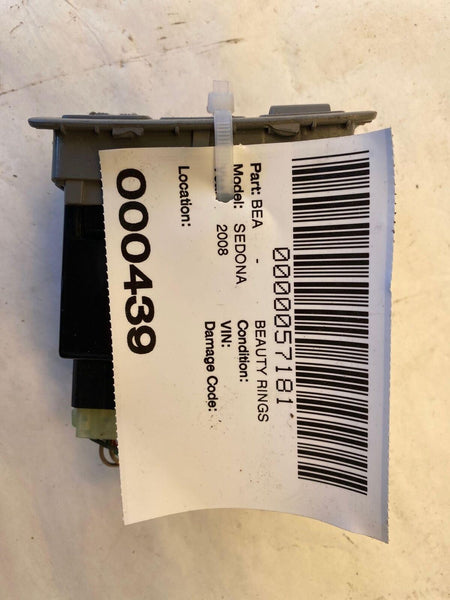 0000057181
Part: BEA - BEAUTY RINGS
Model: SEDONA Condition:
2008 VIN:
Damage Code:
Location:
000439